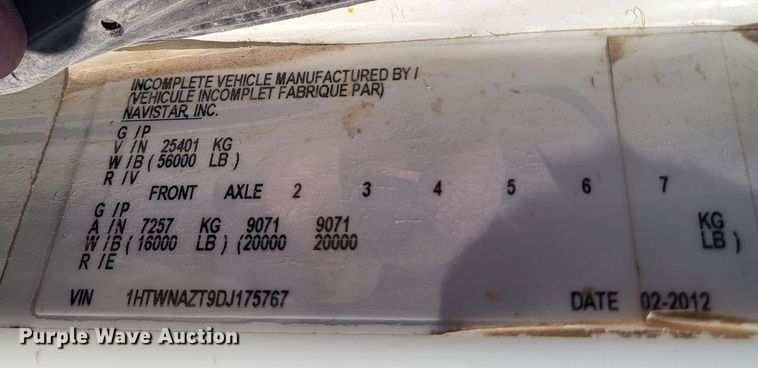 INCOMPLETE VEHICLE MANUFACTURED BY /
(VEHICULE INCOMPLET FABRIQUE PAR)
NAVISTAR, INC.
G /P
V /N 25401 KG
W /B ( 56000 LB )
R /V
FRONT AXLE 2 3 4 5 6 7
G /P
A /N 7257 KG 9071 9071 KG
W /B ( 16000 LB ) (20000 20000 LB )
R /E
VIN 1HTWNAZT9DJ175767 DATE 02-2012
Purple Wave Auction